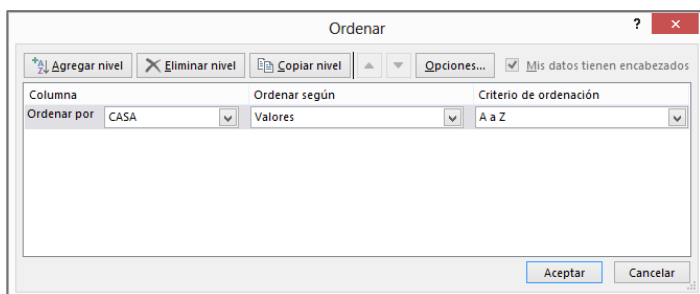 Ordenar
?
Agregar nivel Eliminar nivel Copiar nivel Opciones... Mis datos tienen encabezados
Columna Ordenar según Criterio de ordenación
Ordenar por CASA Valores A a Z
Aceptar Cancelar